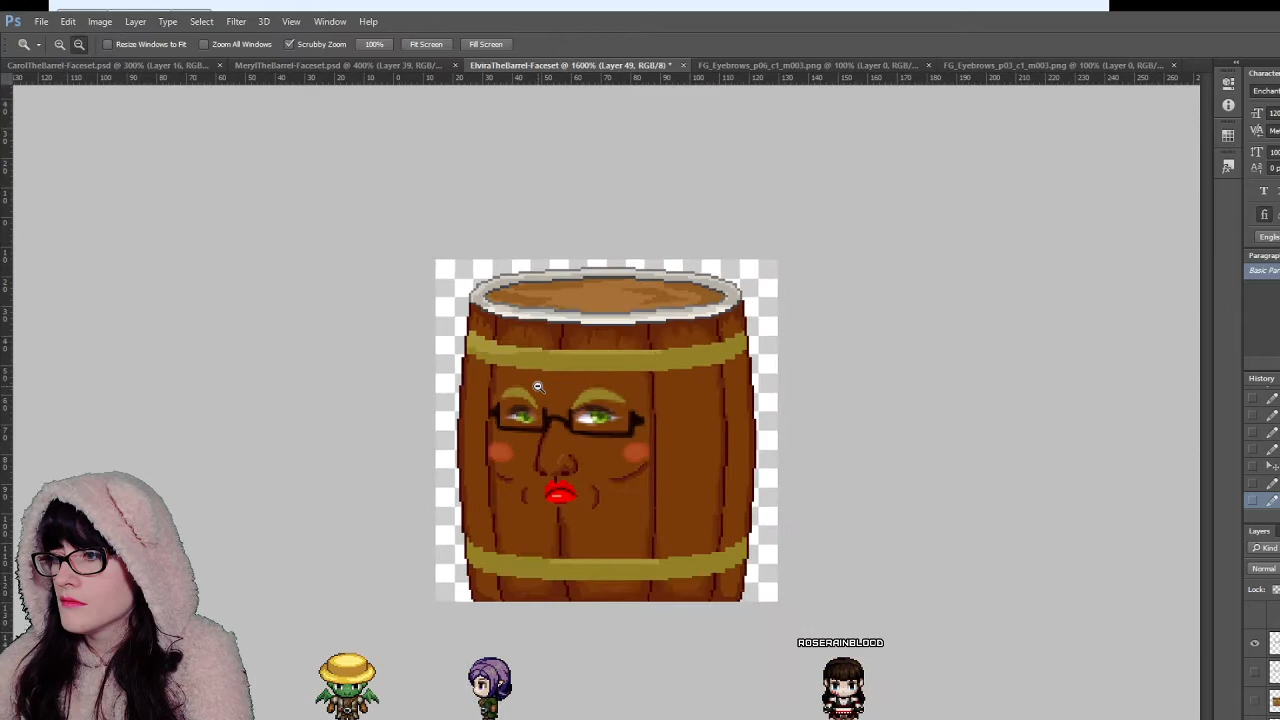 Ps File Edit Image Layer Type Select Filter 3D View Window Help
Resize Windows to Fit Zoom All Windows Scrubby Zoom 100% Fit Screen Fill Screen
CarolTheBarrel-Faceset.psd @ 300% (Layer 16, RGB... × MerylTheBarrel-Faceset.psd @ 400% (Layer 39, RGB/... × ElviraTheBarrel-Faceset @ 1600% (Layer 49, RGB/8) * × FG_Eyebrows_p06_c1_m003.png @ 100% (Layer 0, RGB/... × FG_Eyebrows_p03_c1_m003.png @ 100% (Layer 0, RGB/... ×
Character
Enchant
Paragrap
Basic Par
History
Layers
Kind
Normal
Lock:
ROSERAINBLOOD